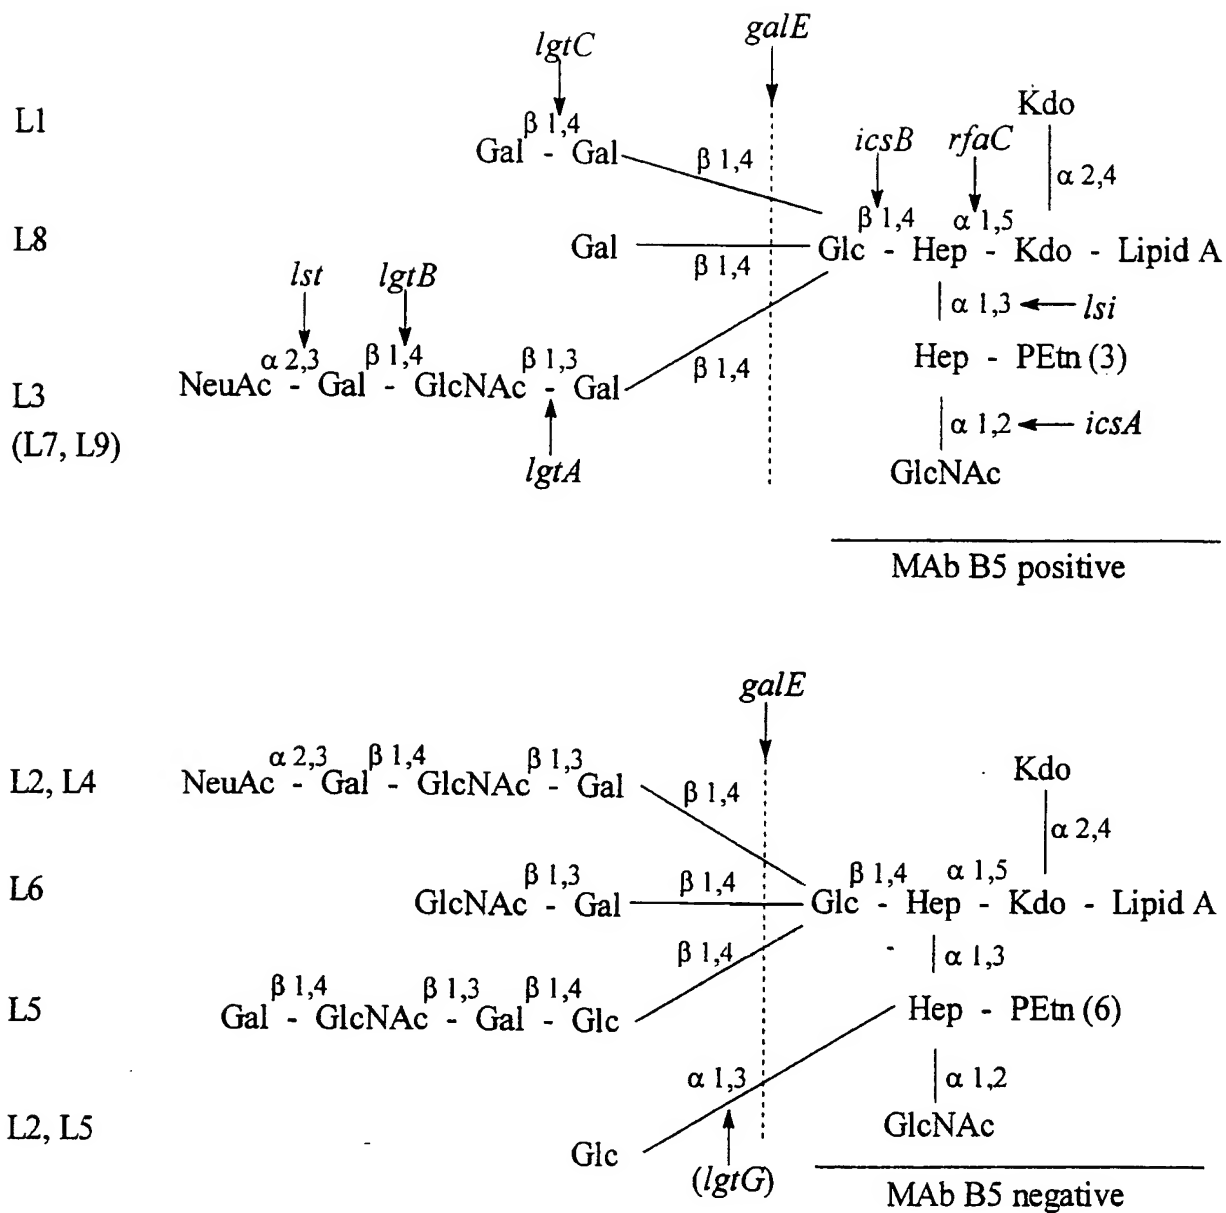 galE
lgtC
L1
Kdo
β 1,4
icsB
rfaC
Gal - Gal
β 1,4
α 2,4
β 1,4
α 1,5
L8
Gal
Glc - Hep - Kdo - Lipid A
β 1,4
lst
lgtB
α 1,3
lsi
α 2,3
β 1,4
β 1,3
Hep - PEtn (3)
NeuAc - Gal - GlcNAc - Gal
β 1,4
L3
(L7, L9)
α 1,2
icsA
lgtA
GlcNAc
MAb B5 positive
galE
L2, L4
α 2,3
β 1,4
β 1,3
Kdo
NeuAc - Gal - GlcNAc - Gal
β 1,4
α 2,4
L6
β 1,3
β 1,4
β 1,4
α 1,5
GlcNAc - Gal
Glc - Hep - Kdo - Lipid A
β 1,4
α 1,3
L5
β 1,4
β 1,3
β 1,4
Gal - GlcNAc - Gal - Glc
Hep - PEtn (6)
α 1,3
α 1,2
L2, L5
GlcNAc
Glc
(lgtG)
MAb B5 negative